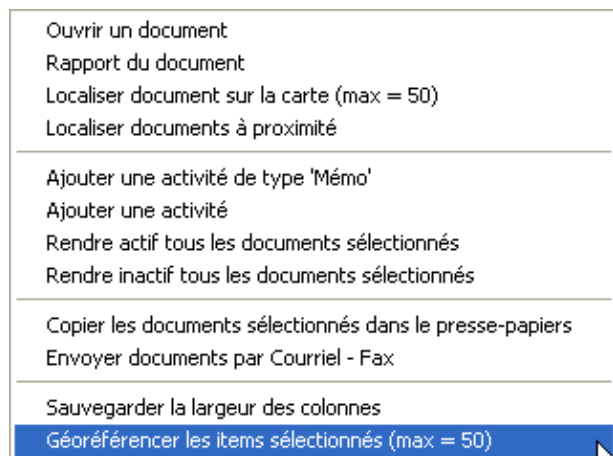 Ouvrir un document
Rapport du document
Localiser document sur la carte (max = 50)
Localiser documents à proximité
Ajouter une activité de type 'Mémo'
Ajouter une activité
Rendre actif tous les documents sélectionnés
Rendre inactif tous les documents sélectionnés
Copier les documents sélectionnés dans le presse-papiers
Envoyer documents par Courriel - Fax
Sauvegarder la largeur des colonnes
Géoréférencer les items sélectionnés (max = 50)